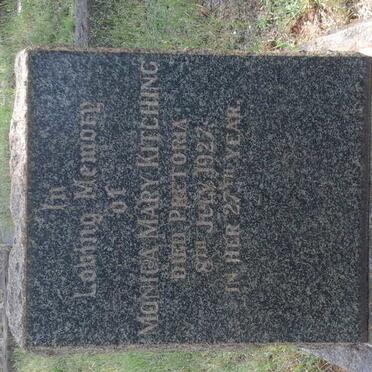 In
Loving Memory
of
MONICA MARY KITCHING
DIED PRETORIA
8TH JULY 1927.
IN HER 27TH YEAR.